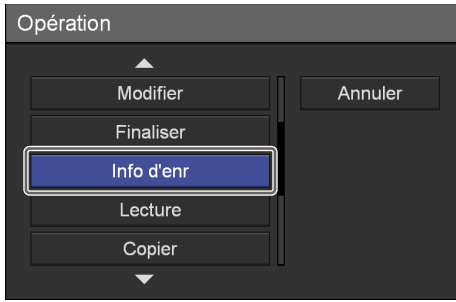 Opération
Modifier
Annuler
Finaliser
Info d'enr
Lecture
Copier